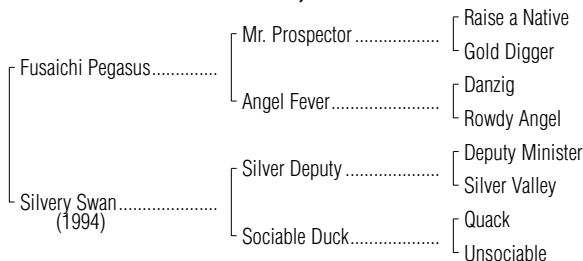 Raise a Native
Mr. Prospector ....................
Gold Digger
Fusaichi Pegasus ...............
Danzig
Angel Fever .........................
Rowdy Angel
Deputy Minister
Silver Deputy ......................
Silver Valley
Silvery Swan ......................
(1994)
Quack
Sociable Duck .....................
Unsociable